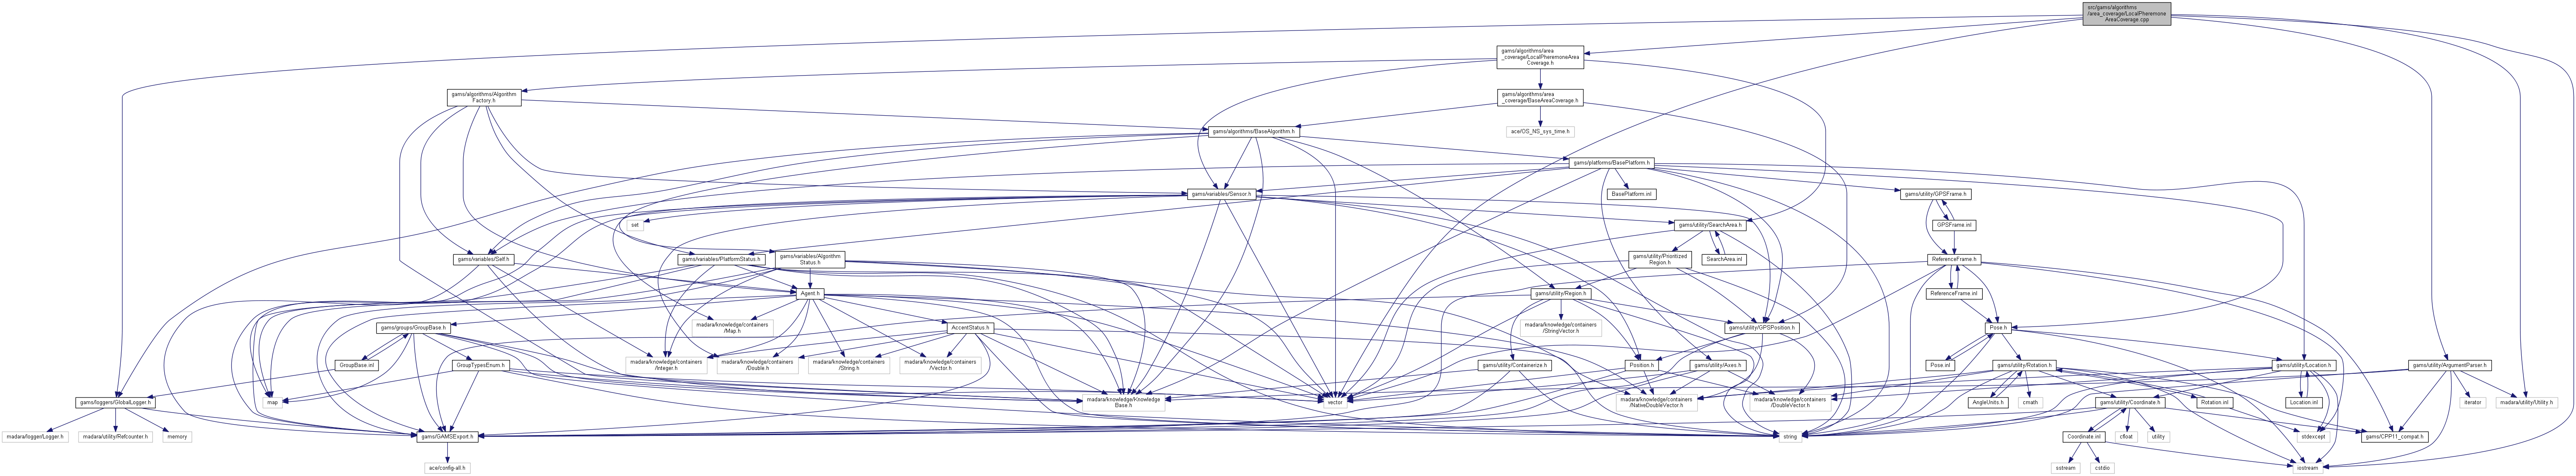 src/gams/algorithms
/area_coverage/LocalPheremone
AreaCoverage.cpp
gams/algorithms/area
_coverage/LocalPheremoneArea
Coverage.h
gams/algorithms/Algorithm
Factory.h
gams/algorithms/area
_coverage/BaseAreaCoverage.h
gams/algorithms/BaseAlgorithm.h
ace/OS_NS_sys_time.h
gams/platforms/BasePlatform.h
gams/variables/Sensor.h
BasePlatform.inl
gams/utility/GPSFrame.h
set
gams/utility/SearchArea.h
GPSFrame.inl
gams/variables/Self.h
gams/variables/PlatformStatus.h
gams/variables/Algorithm
Status.h
gams/utility/Prioritized
Region.h
SearchArea.inl
ReferenceFrame.h
Agent.h
gams/utility/Region.h
ReferenceFrame.inl
gams/groups/GroupBase.h
madara/knowledge/containers
/Map.h
AccentStatus.h
madara/knowledge/containers
/StringVector.h
gams/utility/GPSPosition.h
Pose.h
GroupBase.inl
GroupTypesEnum.h
madara/knowledge/containers
/Integer.h
madara/knowledge/containers
/Double.h
madara/knowledge/containers
/String.h
madara/knowledge/containers
/Vector.h
gams/utility/Containerize.h
Position.h
gams/utility/Axes.h
Pose.inl
gams/utility/Rotation.h
gams/utility/Location.h
gams/utility/ArgumentParser.h
gams/loggers/GlobalLogger.h
map
madara/knowledge/Knowledge
Base.h
vector
madara/knowledge/containers
/NativeDoubleVector.h
madara/knowledge/containers
/DoubleVector.h
AngleUnits.h
cmath
gams/utility/Coordinate.h
Rotation.inl
Location.inl
iterator
madara/utility/Utility.h
madara/logger/Logger.h
madara/utility/Refcounter.h
memory
gams/GAMSExport.h
string
Coordinate.inl
cfloat
utility
stdexcept
gams/CPP11_compat.h
ace/config-all.h
sstream
cstdio
iostream